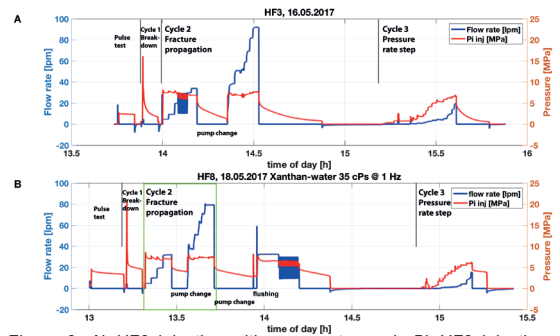 A
HF3, 16.05.2017
Pulse test
Cycle 1 Break-down
Cycle 2 Fracture propagation
Cycle 3 Pressure rate step
Flow rate [lpm]
Pi inj [MPa]
Flow rate [lpm]
100
80
60
40
20
0
-20
25
20
15
10
5
0
-5
Pressure [MPa]
pump change
13.5
14
14.5
15
15.5
16
time of day [h]
B
HF8, 18.05.2017 Xanthan-water 35 cPs @ 1 Hz
Pulse test
Cycle 1 Break-down
Cycle 2 Fracture propagation
Cycle 3 Pressure rate step
flow rate [lpm]
Pi inj [MPa]
Flow rate [lpm]
100
80
60
40
20
0
-20
25
20
15
10
5
0
-5
Pressure [MPa]
pump change
pump change
flushing
13
13.5
14
14.5
15
15.5
time of day [h]